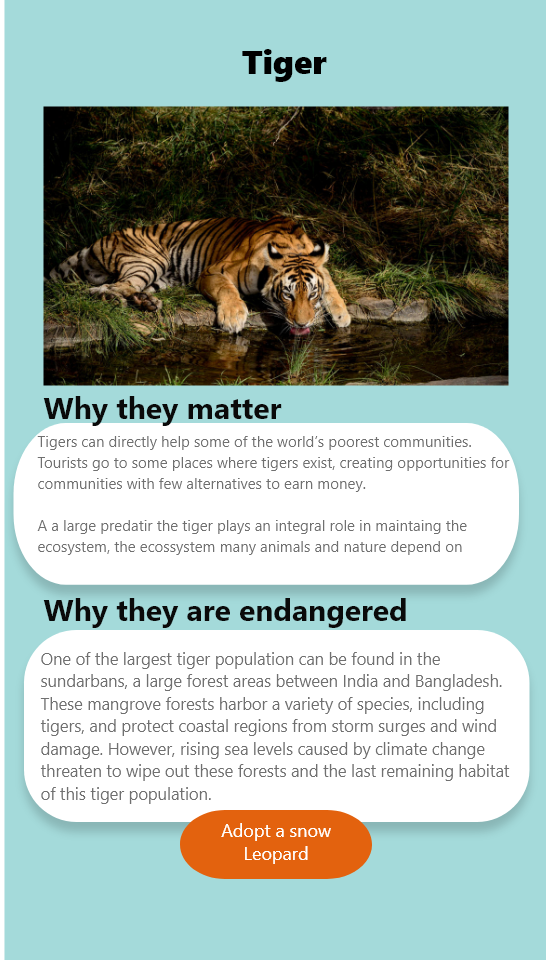 Tiger
Why they matter
Tigers can directly help some of the world's poorest communities.
Tourists go to some places where tigers exist, creating opportunities for
communities with few alternatives to earn money.
A a large predatir the tiger plays an integral role in maintaing the
ecosystem, the ecossystem many animals and nature depend on
Why they are endangered
One of the largest tiger population can be found in the
sundarbans, a large forest areas between India and Bangladesh.
These mangrove forests harbor a variety of species, including
tigers, and protect coastal regions from storm surges and wind
damage. However, rising sea levels caused by climate change
threaten to wipe out these forests and the last remaining habitat
of this tiger population.
Adopt a snow
Leopard